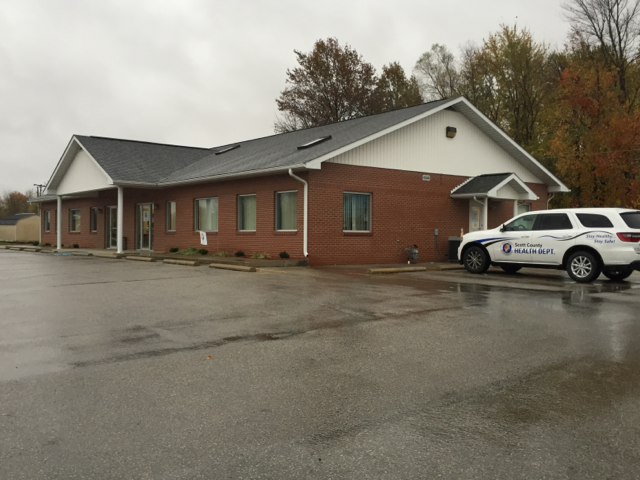 Scott County
HEALTH DEPT.
Stay Healthy...
Stay Safe!